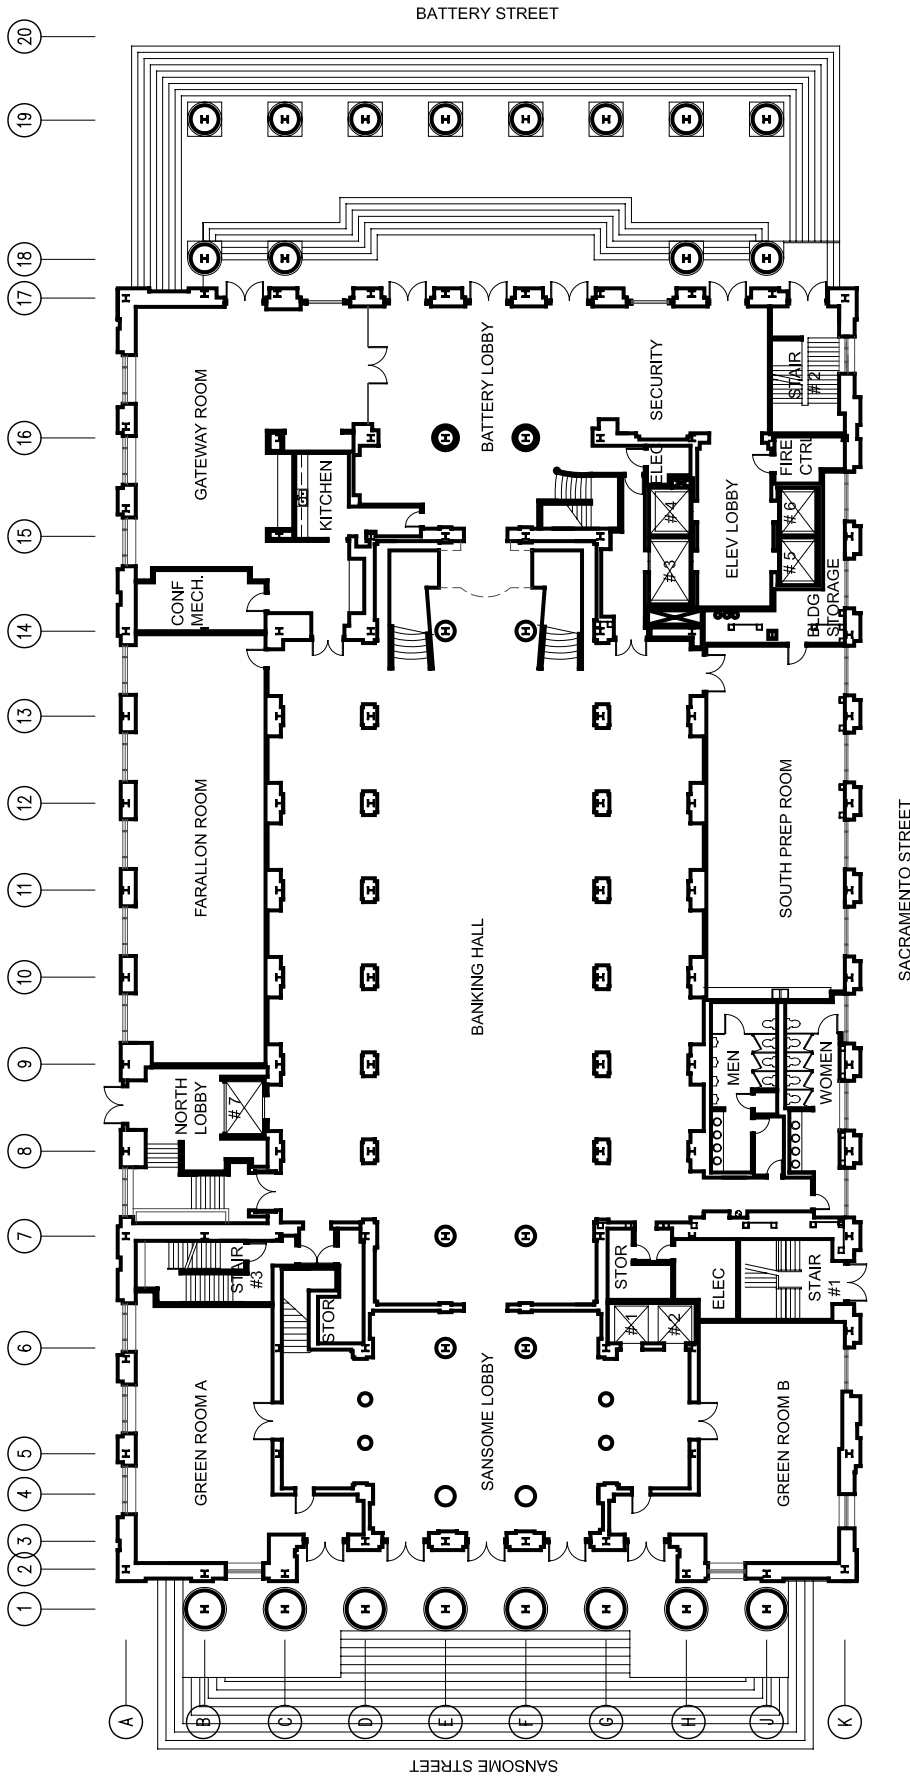 BATTERY STREET
20
19
18
17
16
15
14
13
12
11
10
9
8
7
6
5
4
3
2
1
GATEWAY ROOM
BATTERY LOBBY
SECURITY
STAIR
#2
KITCHEN
ELEC
FIRE
CTRL
#4
#3
ELEV LOBBY
#6
#5
CONF
MECH.
BLDG
STORAGE
FARALLON ROOM
BANKING HALL
SOUTH PREP ROOM
SACRAMENTO STREET
NORTH
LOBBY
#7
MEN
WOMEN
STAIR
#3
STOR
STOR
ELEC
STAIR
#1
#1
#2
GREEN ROOM A
SANSOME LOBBY
GREEN ROOM B
A
B
C
D
E
F
G
H
J
K
SANSOME STREET